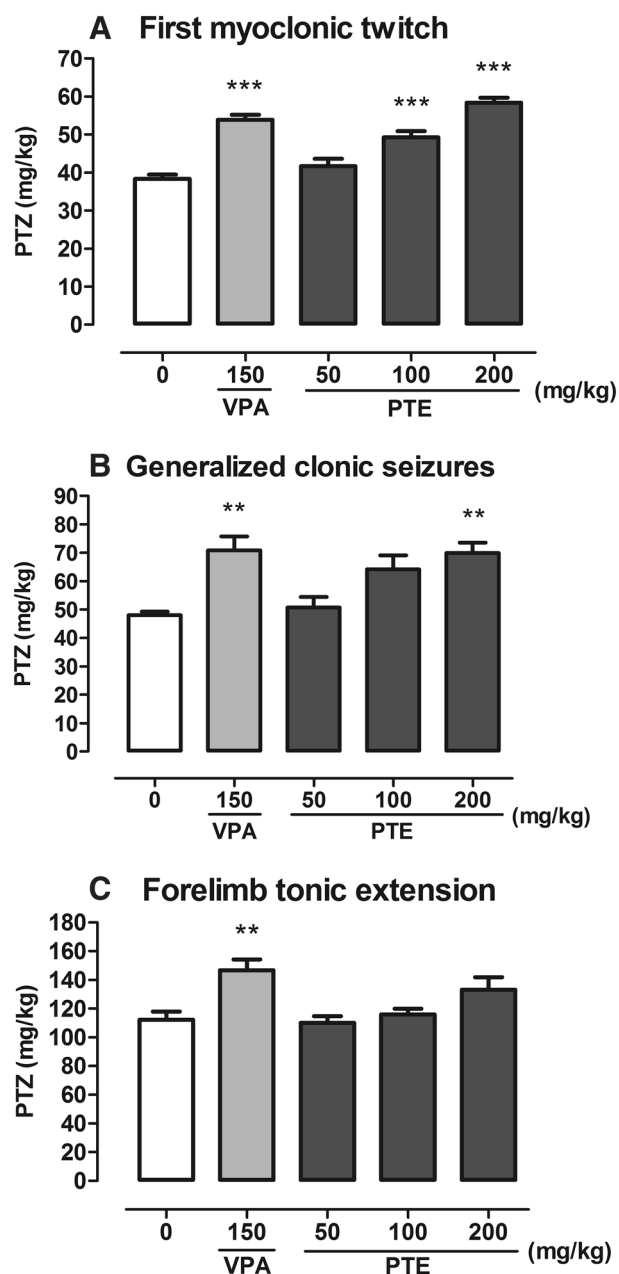 A First myoclonic twitch
PTZ (mg/kg)
70
60
50
40
30
20
10
0
***
***
***
0 150 50 100 200
(mg/kg)
VPA PTE
B Generalized clonic seizures
PTZ (mg/kg)
90
80
70
60
50
40
30
20
10
0
**
**
0 150 50 100 200
(mg/kg)
VPA PTE
C Forelimb tonic extension
PTZ (mg/kg)
180
160
140
120
100
80
60
40
20
0
**
0 150 50 100 200
(mg/kg)
VPA PTE